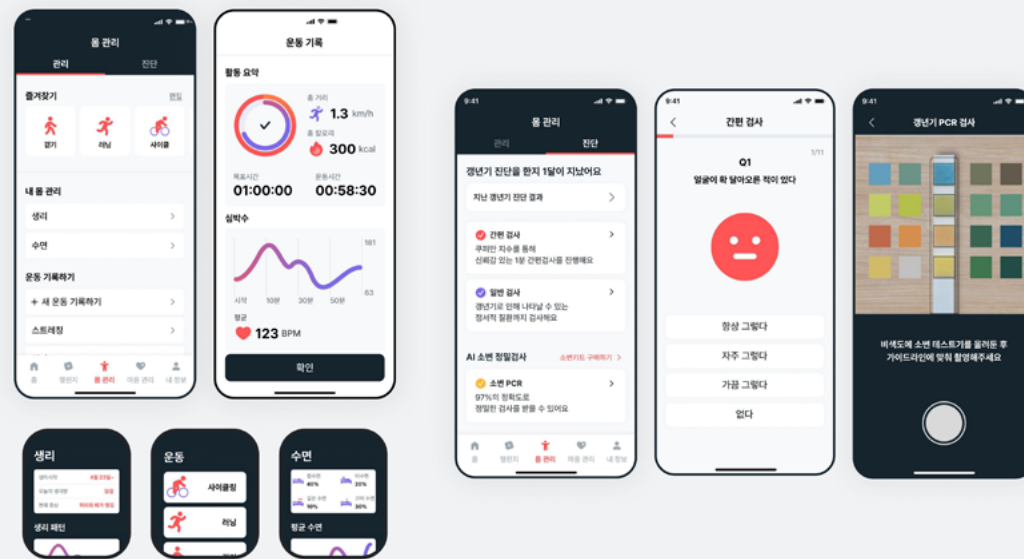 몸 관리
관리
진단
즐겨찾기
편집
걷기
러닝
사이클
내 몸 관리
생리
수면
운동 기록하기
+ 새 운동 기록하기
스트레칭
홈
챌린지
몸 관리
마음 관리
내 정보
운동 기록
활동 요약
총 거리
1.3 km/h
총 칼로리
300 kcal
목표시간
운동시간
01:00:00
00:58:30
심박수
181
63
시작
10분
30분
50분
평균
123 BPM
확인
9:41
몸 관리
관리
진단
갱년기 진단을 한지 1달이 지났어요
지난 갱년기 진단 결과
간편 검사
쿠퍼만 지수를 통해
신뢰감 있는 1분 간편검사를 진행해요
일반 검사
갱년기로 인해 나타날 수 있는
정서적 질환까지 검사해요
AI 소변 정밀검사
소변키트 구매하기
소변 PCR
97%의 정확도로
정밀한 검사를 받을 수 있어요
홈
챌린지
몸 관리
마음 관리
내 정보
9:41
간편 검사
1/11
Q1
얼굴이 확 달아오른 적이 있다
항상 그렇다
자주 그렇다
가끔 그렇다
없다
9:41
갱년기 PCR 검사
비색도에 소변 테스트기를 올려둔 후
가이드라인에 맞춰 촬영해주세요
생리
생리 패턴
운동
사이클링
러닝
수면
40%
20%
10%
30%
평균 수면